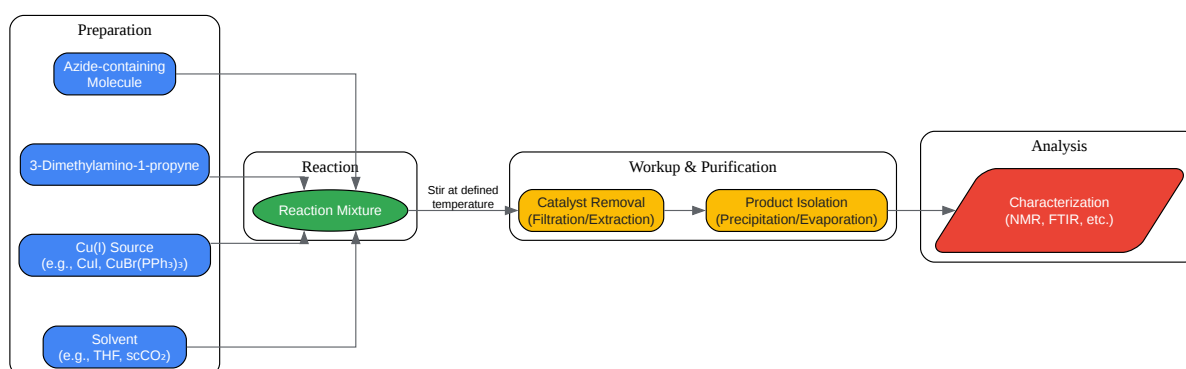 Preparation
Azide-containing
Molecule
3-Dimethylamino-1-propyne
Cu(I) Source
(e.g., CuI, CuBr(PPh₃)₃)
Solvent
(e.g., THF, scCO₂)
Reaction
Reaction Mixture
Stir at defined
temperature
Workup & Purification
Catalyst Removal
(Filtration/Extraction)
Product Isolation
(Precipitation/Evaporation)
Analysis
Characterization
(NMR, FTIR, etc.)